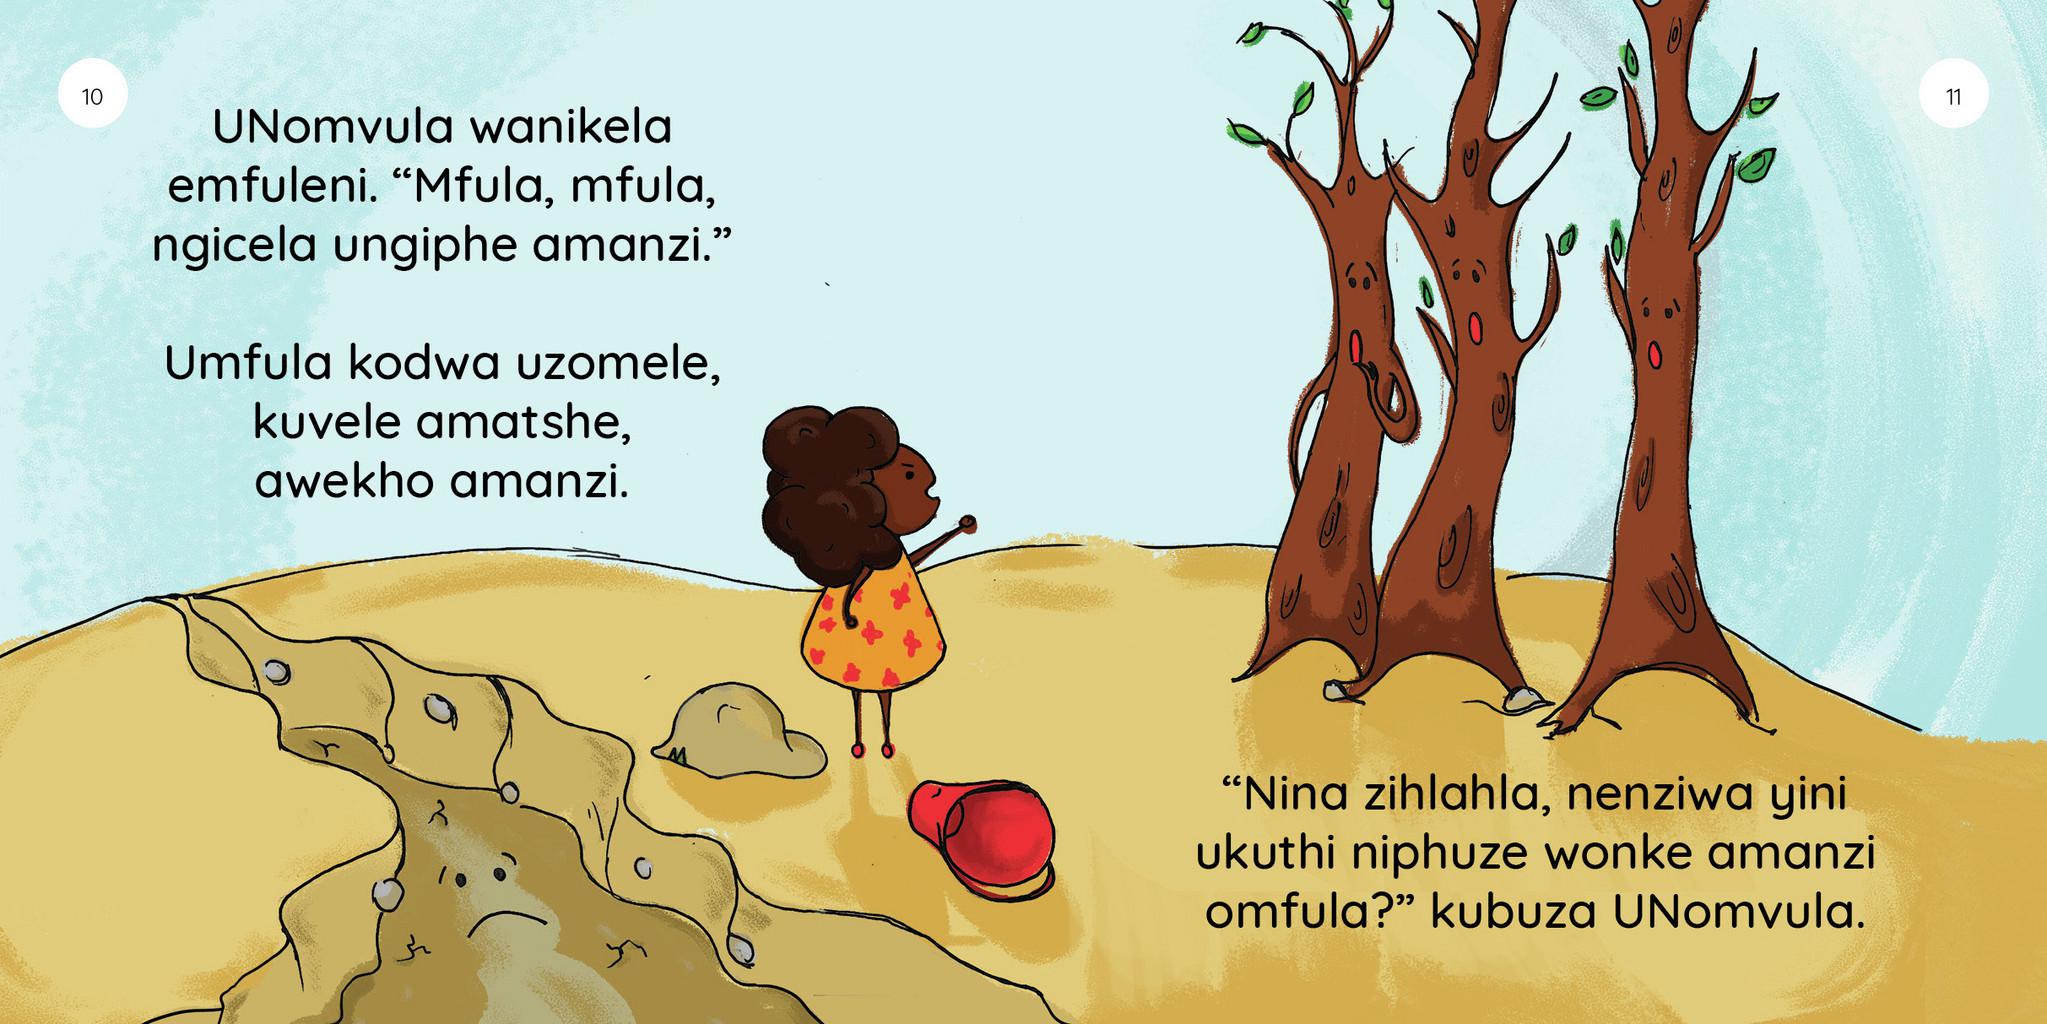 10
UNomvula wanikela
emfuleni. “Mfula, mfula,
ngicela ungiphe amanzi.”
Umfula kodwa uzomele,
kuvele amatshe,
awekho amanzi.
11
“Nina zihlahla, nenziwa yini
ukuthi niphuze wonke amanzi
omfula?” kubuza UNomvula.